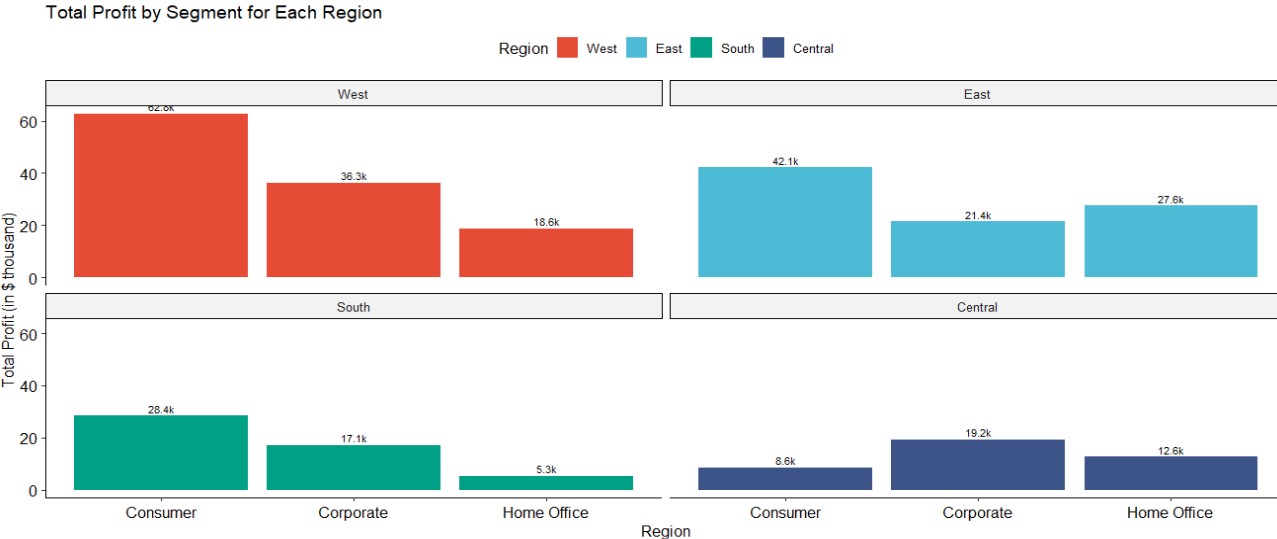 Total Profit by Segment for Each Region
Region West East South Central
West
East
62.8k
60
40
20
0
36.3k
18.6k
42.1k
21.4k
27.6k
Total Profit (in $ thousand)
South
Central
60
40
20
0
28.4k
17.1k
5.3k
8.6k
19.2k
12.6k
Consumer Corporate Home Office
Consumer Corporate Home Office
Region